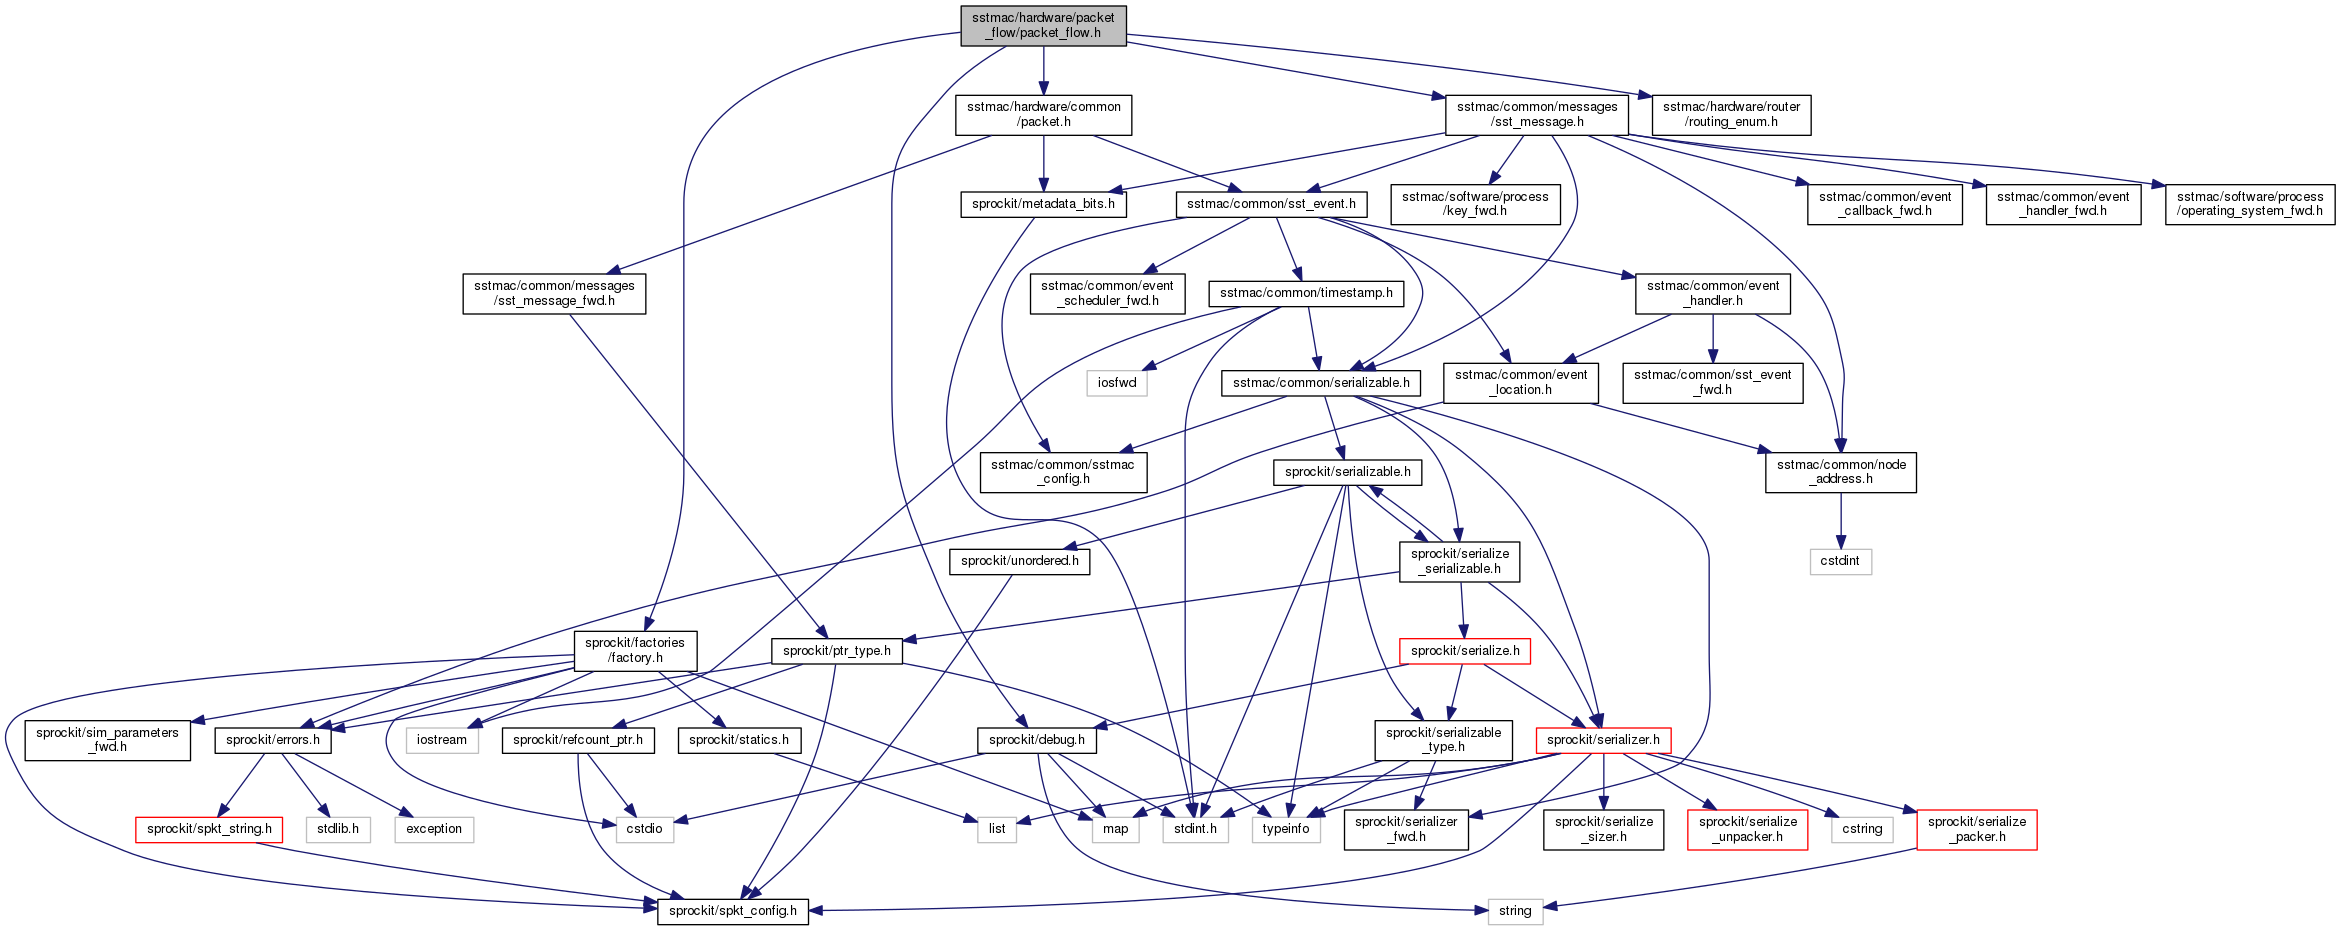 sstmac/hardware/packet
_flow/packet_flow.h
sstmac/hardware/common
/packet.h
sstmac/common/messages
/sst_message.h
sstmac/hardware/router
/routing_enum.h
sprockit/metadata_bits.h
sstmac/common/sst_event.h
sstmac/software/process
/key_fwd.h
sstmac/common/event
_callback_fwd.h
sstmac/common/event
_handler_fwd.h
sstmac/software/process
/operating_system_fwd.h
sstmac/common/messages
/sst_message_fwd.h
sstmac/common/event
_scheduler_fwd.h
sstmac/common/timestamp.h
sstmac/common/event
_handler.h
iosfwd
sstmac/common/serializable.h
sstmac/common/event
_location.h
sstmac/common/sst_event
_fwd.h
sstmac/common/sstmac
_config.h
sprockit/serializable.h
sstmac/common/node
_address.h
sprockit/unordered.h
sprockit/serialize
_serializable.h
cstdint
sprockit/factories
/factory.h
sprockit/ptr_type.h
sprockit/serialize.h
sprockit/sim_parameters
_fwd.h
sprockit/errors.h
iostream
sprockit/refcount_ptr.h
sprockit/statics.h
sprockit/debug.h
sprockit/serializable
_type.h
sprockit/serializer.h
sprockit/spkt_string.h
stdlib.h
exception
cstdio
list
map
stdint.h
typeinfo
sprockit/serializer
_fwd.h
sprockit/serialize
_sizer.h
sprockit/serialize
_unpacker.h
cstring
sprockit/serialize
_packer.h
sprockit/spkt_config.h
string